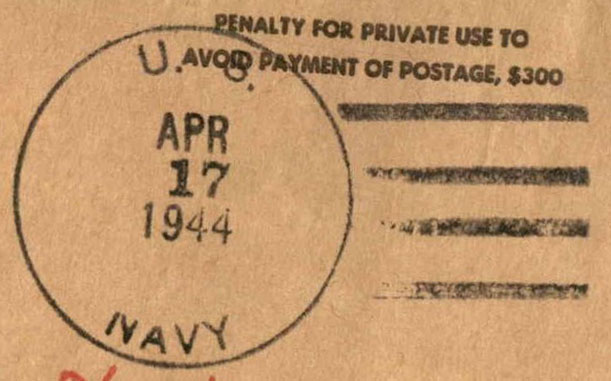 PENALTY FOR PRIVATE USE TO
AVOID PAYMENT OF POSTAGE, $300
U. S.
APR
17
1944
NAVY